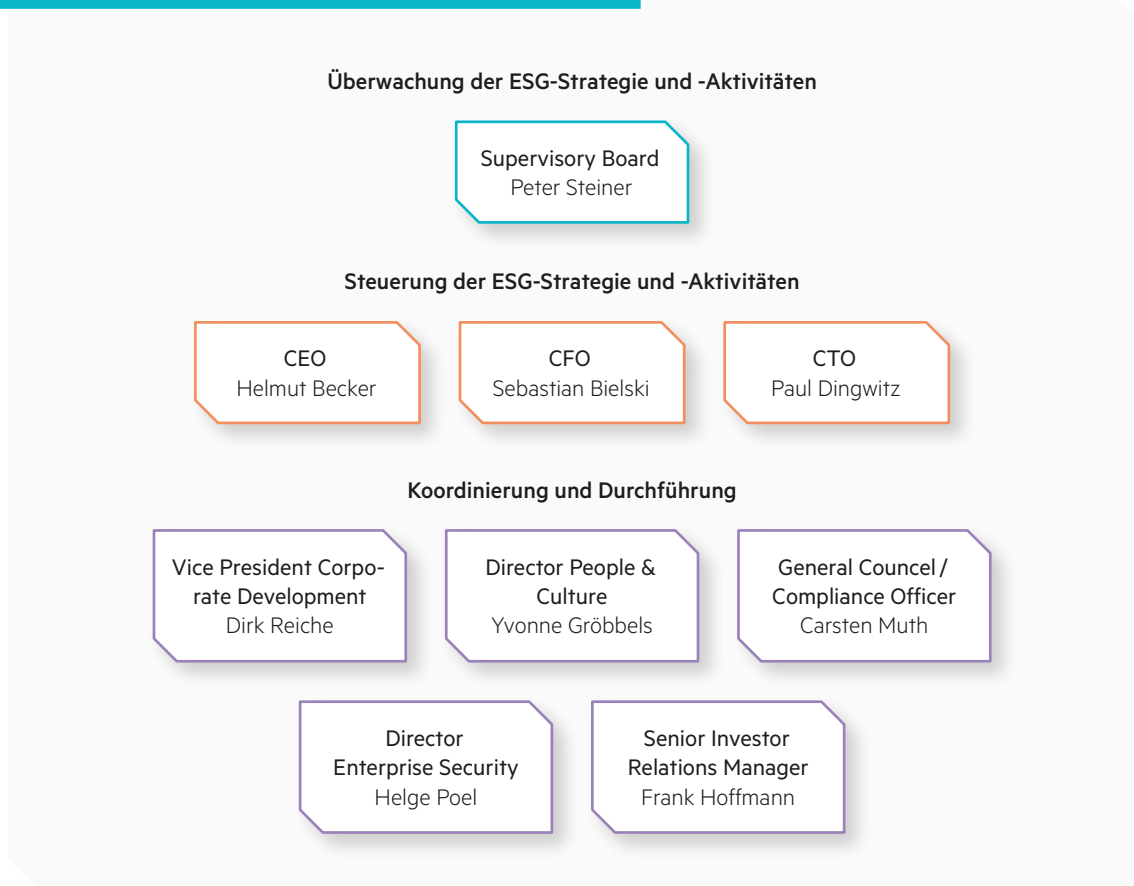 Überwachung der ESG-Strategie und -Aktivitäten
Supervisory Board
Peter Steiner
Steuerung der ESG-Strategie und -Aktivitäten
CEO
Helmut Becker
CFO
Sebastian Bielski
CTO
Paul Dingwitz
Koordinierung und Durchführung
Vice President Corpo-
rate Development
Dirk Reiche
Director People &
Culture
Yvonne Gröbbels
General Councel /
Compliance Officer
Carsten Muth
Director
Enterprise Security
Helge Poel
Senior Investor
Relations Manager
Frank Hoffmann